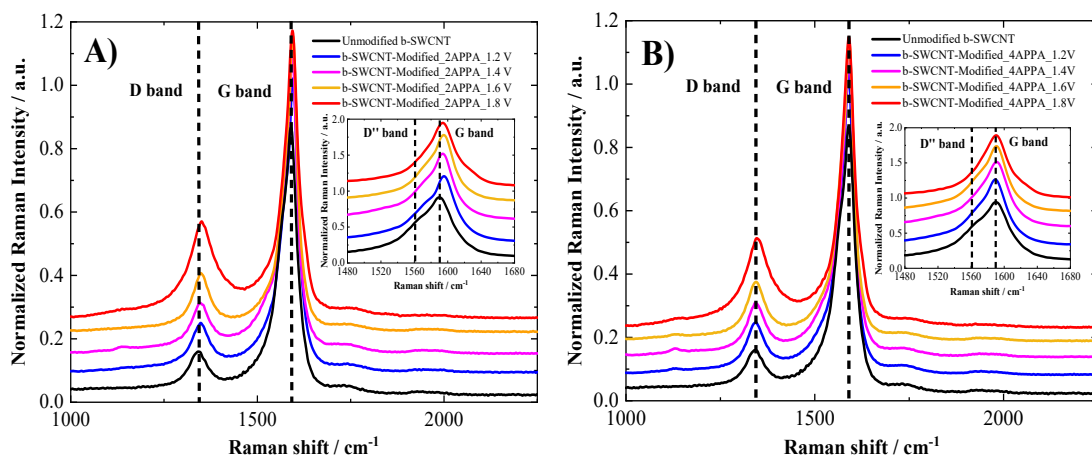 A)
D band
G band
Unmodified b-SWCNT
b-SWCNT-Modified_2APPA_1.2 V
b-SWCNT-Modified_2APPA_1.4 V
b-SWCNT-Modified_2APPA_1.6 V
b-SWCNT-Modified_2APPA_1.8 V
Normalized Raman Intensity / a.u.
1.2
1.0
0.8
0.6
0.4
0.2
0.0
1000
1500
2000
Raman shift / cm-1
D'' band
G band
Normalized Raman Intensity / a.u.
2.0
1.5
1.0
0.5
0.0
1480
1520
1560
1600
1640
1680
Raman shift / cm-1
B)
D band
G band
Unmodified b-SWCNT
b-SWCNT-Modified_4APPA_1.2V
b-SWCNT-Modified_4APPA_1.4V
b-SWCNT-Modified_4APPA_1.6V
b-SWCNT-Modified_4APPA_1.8V
Normalized Raman Intensity / a.u.
1.2
1.0
0.8
0.6
0.4
0.2
0.0
1000
1500
2000
Raman shift / cm-1
D'' band
G band
Normalized Raman Intensity / a.u.
2.0
1.5
1.0
0.5
0.0
1480
1520
1560
1600
1640
1680
Raman shift / cm-1